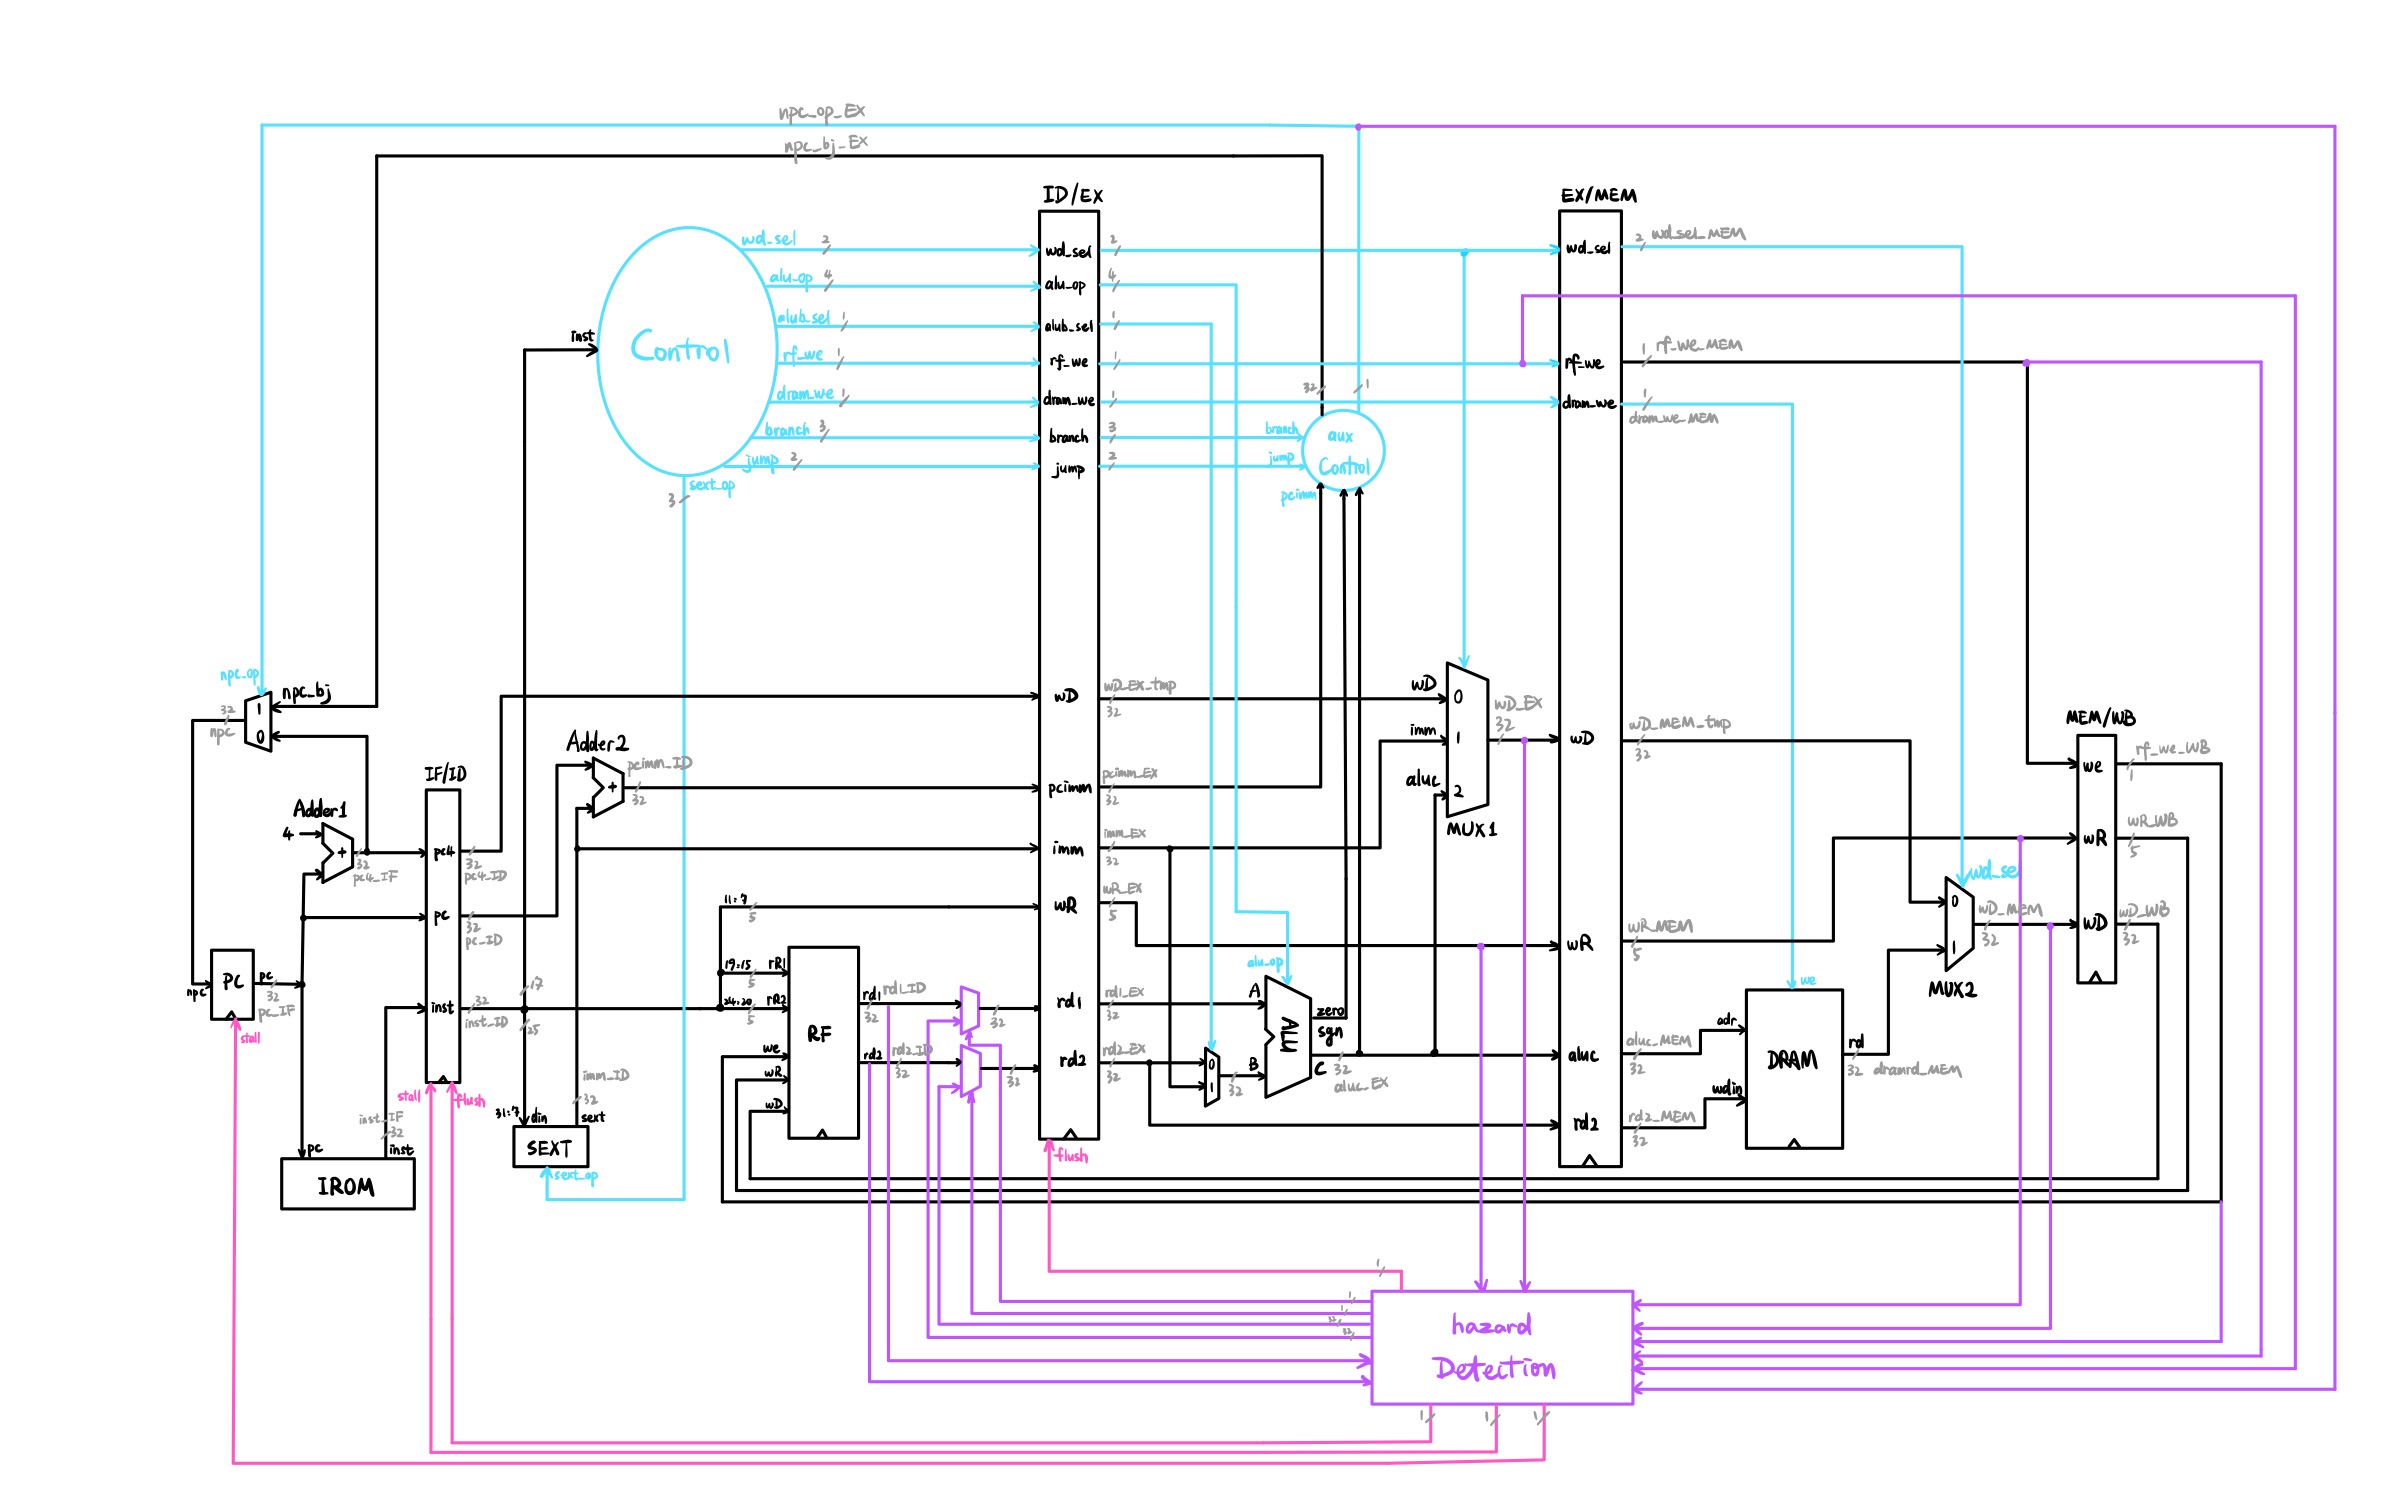 npc_op_EX
npc_bj_EX
ID/EX
EX/MEM
wd_sel 2
alu_op 4
alub_sel 1
rf_we 1
dram_we 1
branch 3
jump 2
sext_op
3
inst
Control
wd_sel
alu_op
alub_sel
rf_we
dram_we
branch
jump
2
4
1
1
1
3
2
32
1
branch
jump
pcimm
aux
Control
wd_sel
rf_we
dram_we
2 wd_sel_MEM
1 rf_we_MEM
1
dram_we_MEM
npc_op
npc_bj
1
0
32
npc
Adder1
4
+
32
pc4_IF
IF/ID
pc4
pc
inst
32
pc4_ID
32
pc_ID
32
inst_ID
17
25
Adder2
+
pcimm_ID
32
PC
npc
pc
32
pc_IF
stall
stall
flush
inst_IF
32
pc
inst
IROM
31:7
din
sext
imm_ID
32
SEXT
sext_op
11:7
5
19:15
5
24:20
5
rR1
rR2
we
wR
wD
RF
rd1
rd1_ID
32
rd2
rd2_ID
32
32
32
wD
pcimm
imm
wR
rd1
rd2
flush
wD_EX_tmp
32
pcimm_EX
32
imm_EX
32
wR_EX
5
rd1_EX
32
rd2_EX
32
0
1
32
alu_op
A
B
ALU
zero
sgn
C
32
aluc_EX
wD
imm
aluc
0
1
2
MUX1
wD_EX
32
wD
wR
aluc
rd2
wD_MEM_tmp
32
wR_MEM
5
aluc_MEM
32
rd2_MEM
32
we
adr
wdin
DRAM
rd
32
dramrd_MEM
wd_sel
0
1
MUX2
wD_MEM
32
MEM/WB
we
wR
wD
rf_we_WB
1
wR_WB
5
wD_WB
32
1
1
1
32
32
hazard
Detection
1
1
1